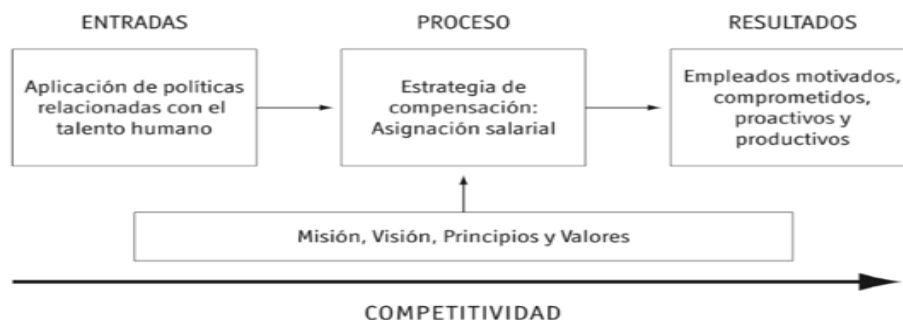 ENTRADAS
PROCESO
RESULTADOS
Aplicación de políticas
relacionadas con el
talento humano
Estrategia de
compensación:
Asignación salarial
Empleados motivados,
comprometidos,
proactivos y
productivos
Misión, Visión, Principios y Valores
COMPETITIVIDAD